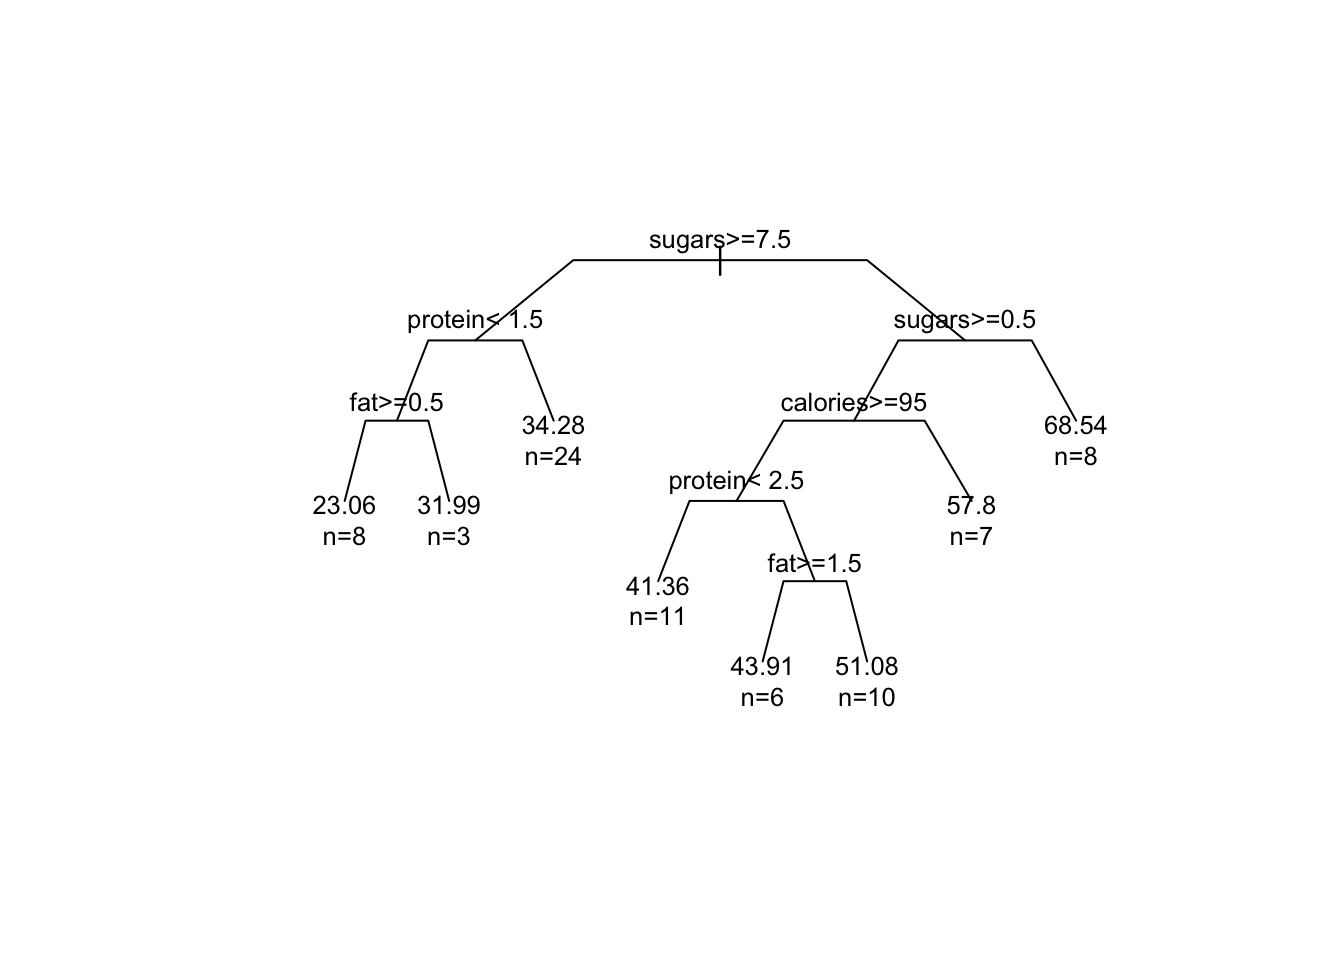 sugars>=7.5
protein< 1.5
sugars>=0.5
fat>=0.5
34.28
n=24
calories>=95
68.54
n=8
23.06
n=8
31.99
n=3
protein< 2.5
57.8
n=7
41.36
n=11
fat>=1.5
43.91
n=6
51.08
n=10